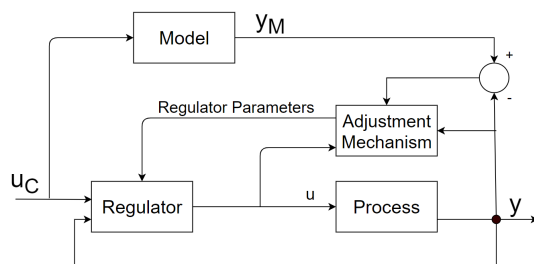 Model
yM
+
-
Regulator Parameters
Adjustment
Mechanism
uC
Regulator
u
Process
y